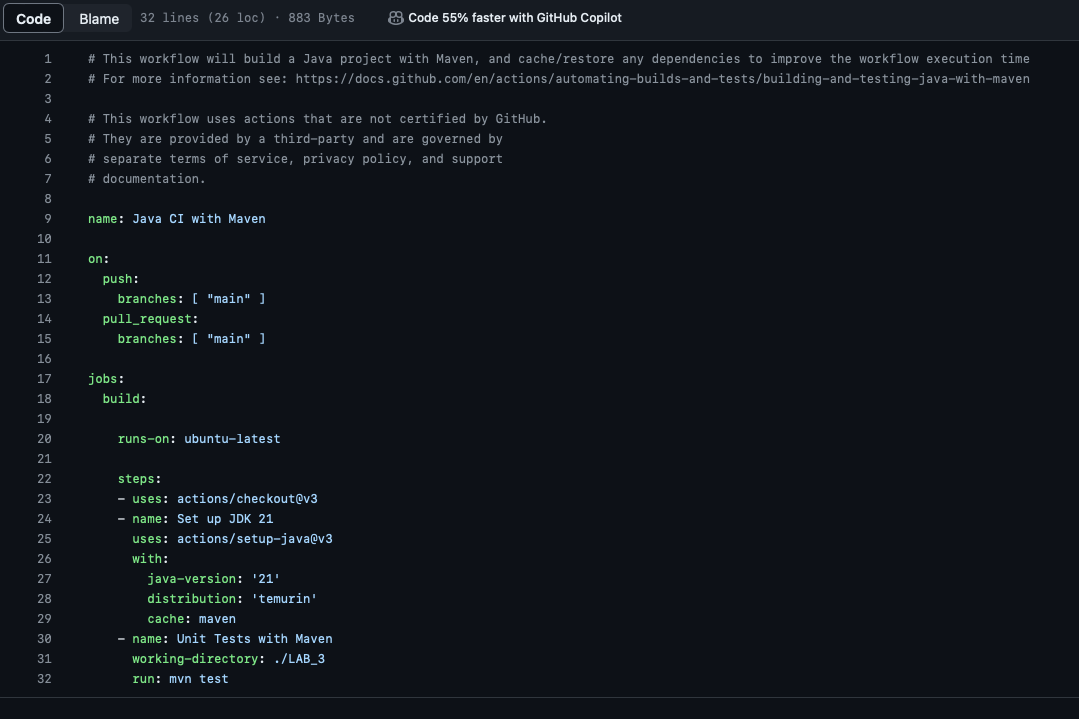 Code Blame 32 lines (26 loc) · 883 Bytes Code 55% faster with GitHub Copilot
1 # This workflow will build a Java project with Maven, and cache/restore any dependencies to improve the workflow execution time
2 # For more information see: https://docs.github.com/en/actions/automating-builds-and-tests/building-and-testing-java-with-maven
3
4 # This workflow uses actions that are not certified by GitHub.
5 # They are provided by a third-party and are governed by
6 # separate terms of service, privacy policy, and support
7 # documentation.
8
9 name: Java CI with Maven
10
11 on:
12   push:
13     branches: [ "main" ]
14   pull_request:
15     branches: [ "main" ]
16
17 jobs:
18   build:
19
20     runs-on: ubuntu-latest
21
22     steps:
23     - uses: actions/checkout@v3
24     - name: Set up JDK 21
25       uses: actions/setup-java@v3
26       with:
27         java-version: '21'
28         distribution: 'temurin'
29         cache: maven
30     - name: Unit Tests with Maven
31       working-directory: ./LAB_3
32       run: mvn test